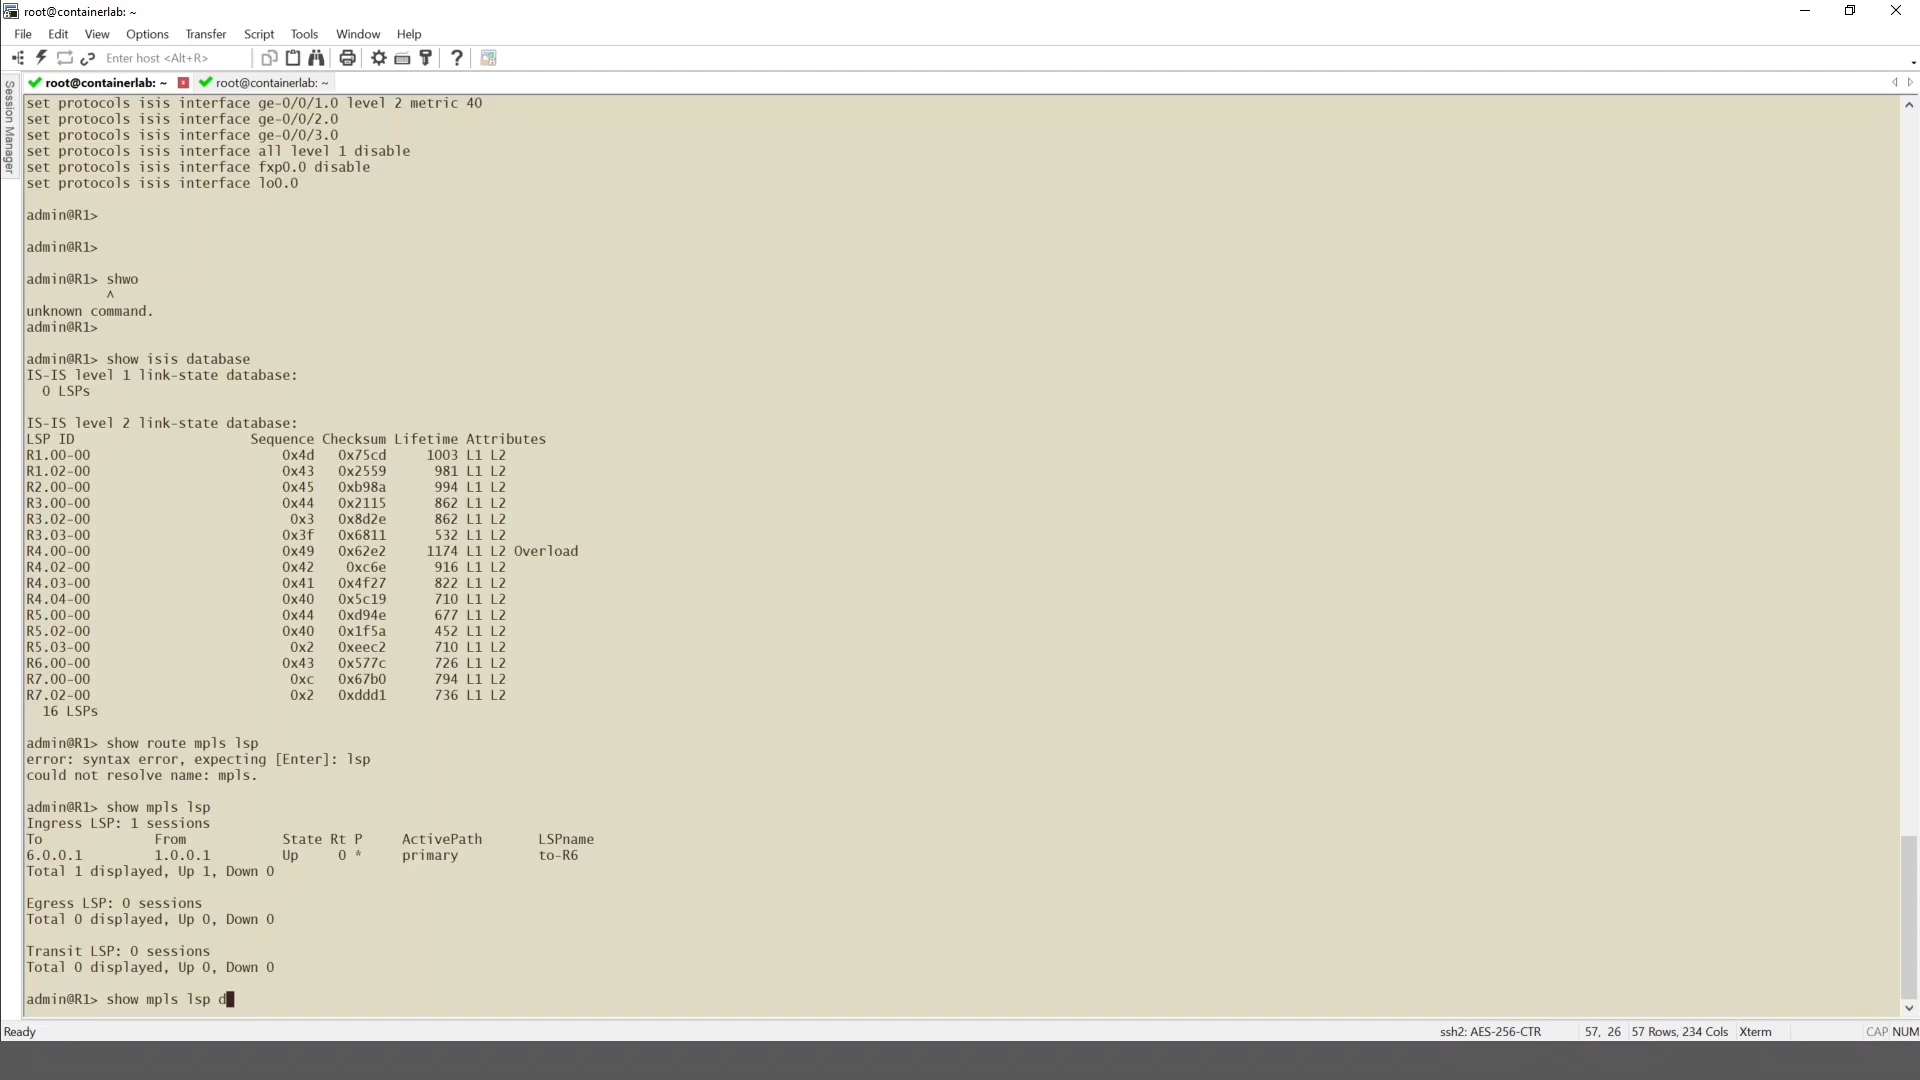 root@containerlab: ~
File Edit View Options Transfer Script Tools Window Help
Enter host <Alt+R>
root@containerlab: ~ root@containerlab: ~
Session Manager
set protocols isis interface ge-0/0/1.0 level 2 metric 40
set protocols isis interface ge-0/0/2.0
set protocols isis interface ge-0/0/3.0
set protocols isis interface all level 1 disable
set protocols isis interface fxp0.0 disable
set protocols isis interface lo0.0
admin@R1>
admin@R1>
admin@R1> shwo
^
unknown command.
admin@R1>
admin@R1> show isis database
IS-IS level 1 link-state database:
0 LSPs
IS-IS level 2 link-state database:
LSP ID Sequence Checksum Lifetime Attributes
R1.00-00 0x4d 0x75cd 1003 L1 L2
R1.02-00 0x43 0x2559 981 L1 L2
R2.00-00 0x45 0xb98a 994 L1 L2
R3.00-00 0x44 0x2115 862 L1 L2
R3.02-00 0x3 0x8d2e 862 L1 L2
R3.03-00 0x3f 0x6811 532 L1 L2
R4.00-00 0x49 0x62e2 1174 L1 L2 Overload
R4.02-00 0x42 0xc6e 916 L1 L2
R4.03-00 0x41 0x4f27 822 L1 L2
R4.04-00 0x40 0x5c19 710 L1 L2
R5.00-00 0x44 0xd94e 677 L1 L2
R5.02-00 0x40 0x1f5a 452 L1 L2
R5.03-00 0x2 0xeec2 710 L1 L2
R6.00-00 0x43 0x577c 726 L1 L2
R7.00-00 0xc 0x67b0 794 L1 L2
R7.02-00 0x2 0xddd1 736 L1 L2
16 LSPs
admin@R1> show route mpls lsp
error: syntax error, expecting [Enter]: lsp
could not resolve name: mpls.
admin@R1> show mpls lsp
Ingress LSP: 1 sessions
To From State Rt P ActivePath LSPname
6.0.0.1 1.0.0.1 Up 0 * primary to-R6
Total 1 displayed, Up 1, Down 0
Egress LSP: 0 sessions
Total 0 displayed, Up 0, Down 0
Transit LSP: 0 sessions
Total 0 displayed, Up 0, Down 0
admin@R1> show mpls lsp d
Ready ssh2: AES-256-CTR 57, 26 57 Rows, 234 Cols Xterm CAP NUM